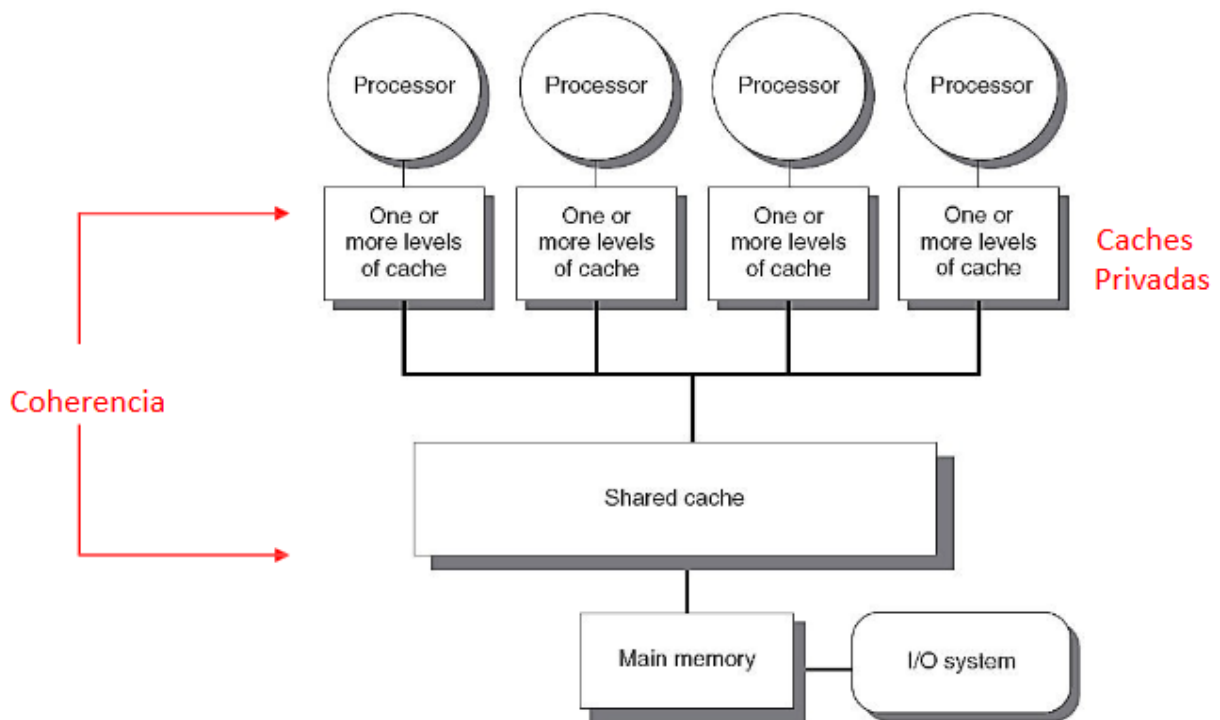 Processor
Processor
Processor
Processor
One or
more levels
of cache
One or
more levels
of cache
One or
more levels
of cache
One or
more levels
of cache
Caches
Privadas
Coherencia
Shared cache
Main memory
I/O system